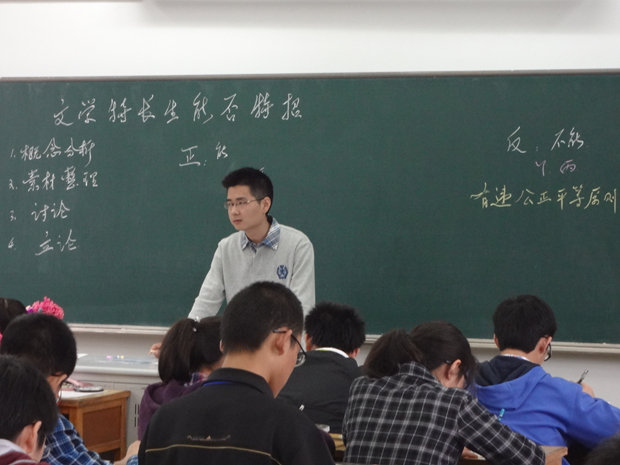 文学特长生能否特招
1. 概念分析
2. 素材整理
3. 讨论
4. 立论
正：能
反：不能
有违公正平等原则